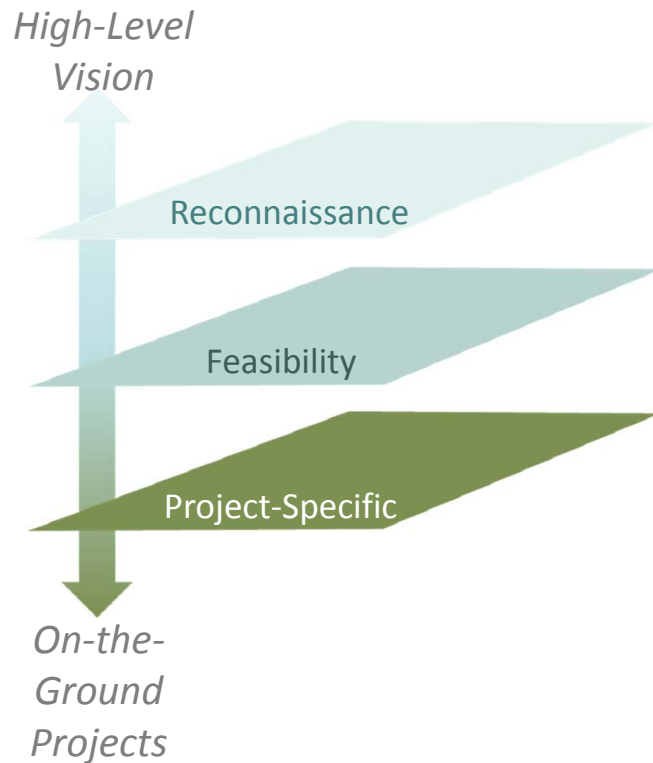 High-Level
Vision
Reconnaissance
Feasibility
Project-Specific
On-the-
Ground
Projects